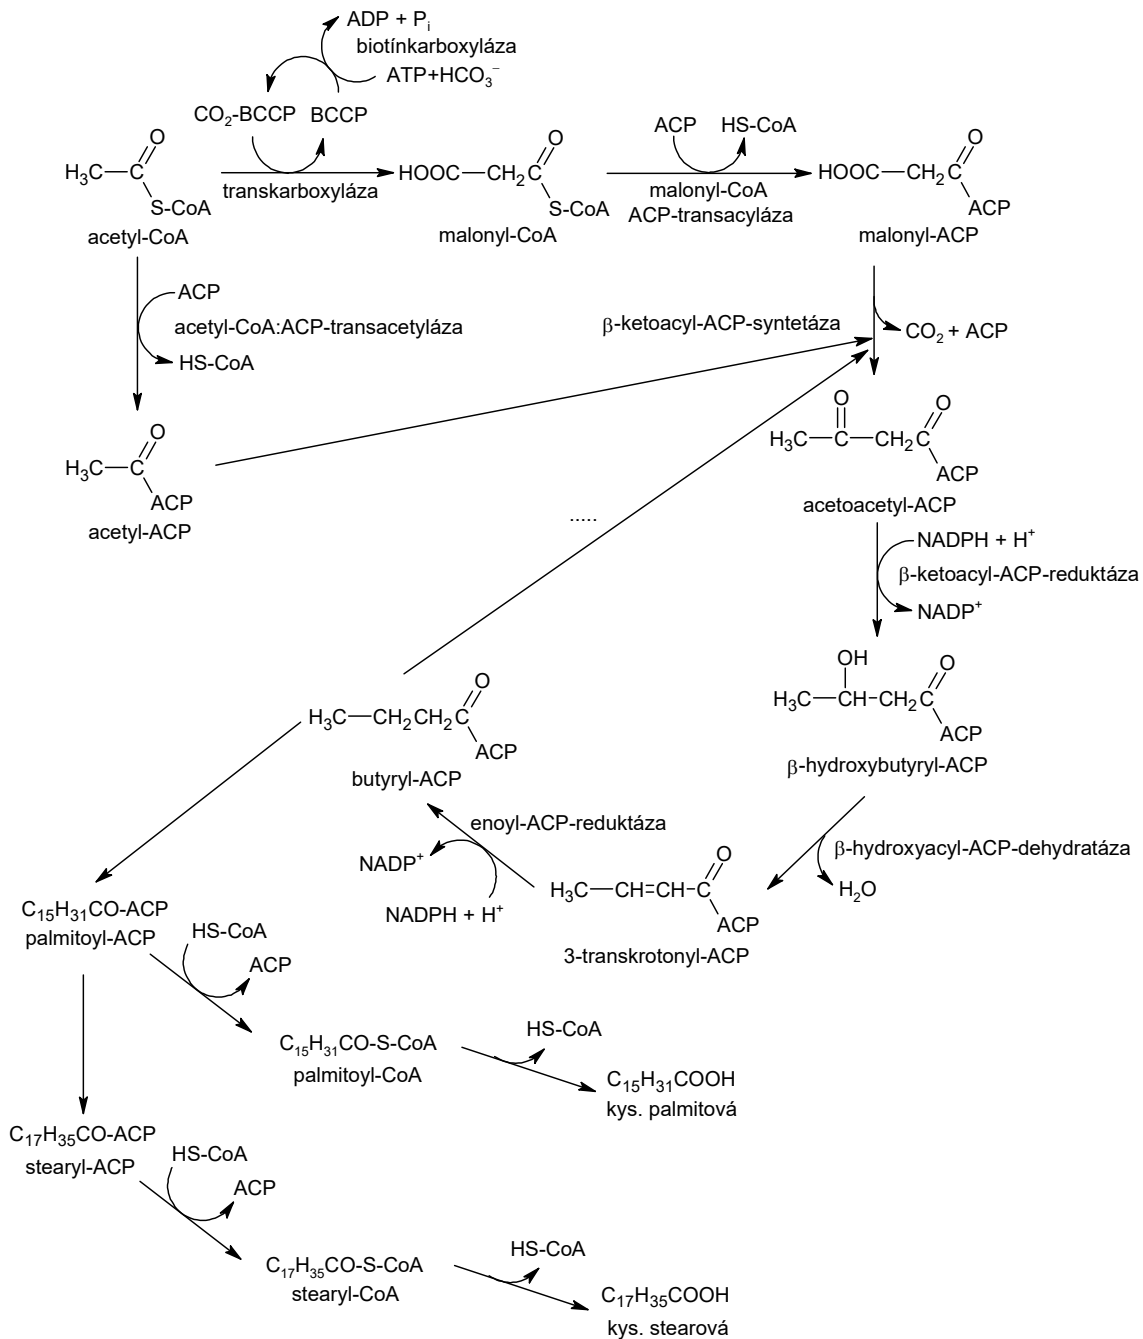 ADP + Pi
biotínkarboxyláza
ATP+HCO3−
CO2-BCCP BCCP
transkarboxyláza
H3C C O
S-CoA
acetyl-CoA
HOOC CH2C O
S-CoA
malonyl-CoA
ACP HS-CoA
malonyl-CoA
ACP-transacyláza
HOOC CH2C O
ACP
malonyl-ACP
ACP
acetyl-CoA:ACP-transacetyláza
HS-CoA
β-ketoacyl-ACP-syntetáza
CO2 + ACP
H3C C O
ACP
acetyl-ACP
O O
H3C C CH2C
ACP
acetoacetyl-ACP
.....
NADPH + H+
β-ketoacyl-ACP-reduktáza
NADP+
OH O
H3C CH-CH2C
ACP
β-hydroxybutyryl-ACP
O
H3C CH2CH2C
ACP
butyryl-ACP
enoyl-ACP-reduktáza
NADP+
NADPH + H+
β-hydroxyacyl-ACP-dehydratáza
H2O
O
H3C CH=CH C
ACP
3-transkrotonyl-ACP
C15H31CO-ACP
palmitoyl-ACP
HS-CoA
ACP
C15H31CO-S-CoA
palmitoyl-CoA
HS-CoA
C15H31COOH
kys. palmitová
C17H35CO-ACP
stearyl-ACP
HS-CoA
ACP
C17H35CO-S-CoA
stearyl-CoA
HS-CoA
C17H35COOH
kys. stearová